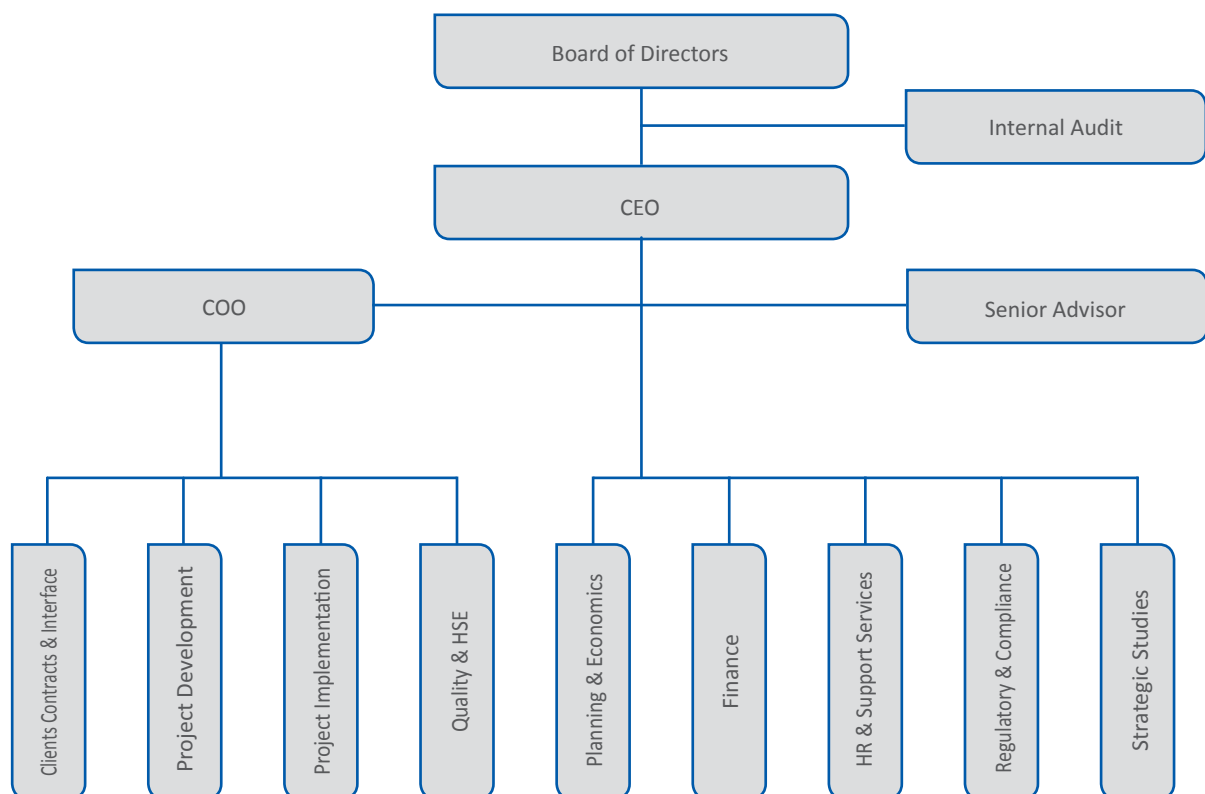 Board of Directors
Internal Audit
CEO
COO
Senior Advisor
Clients Contracts & Interface
Project Development
Project Implementation
Quality & HSE
Planning & Economics
Finance
HR & Support Services
Regulatory & Compliance
Strategic Studies